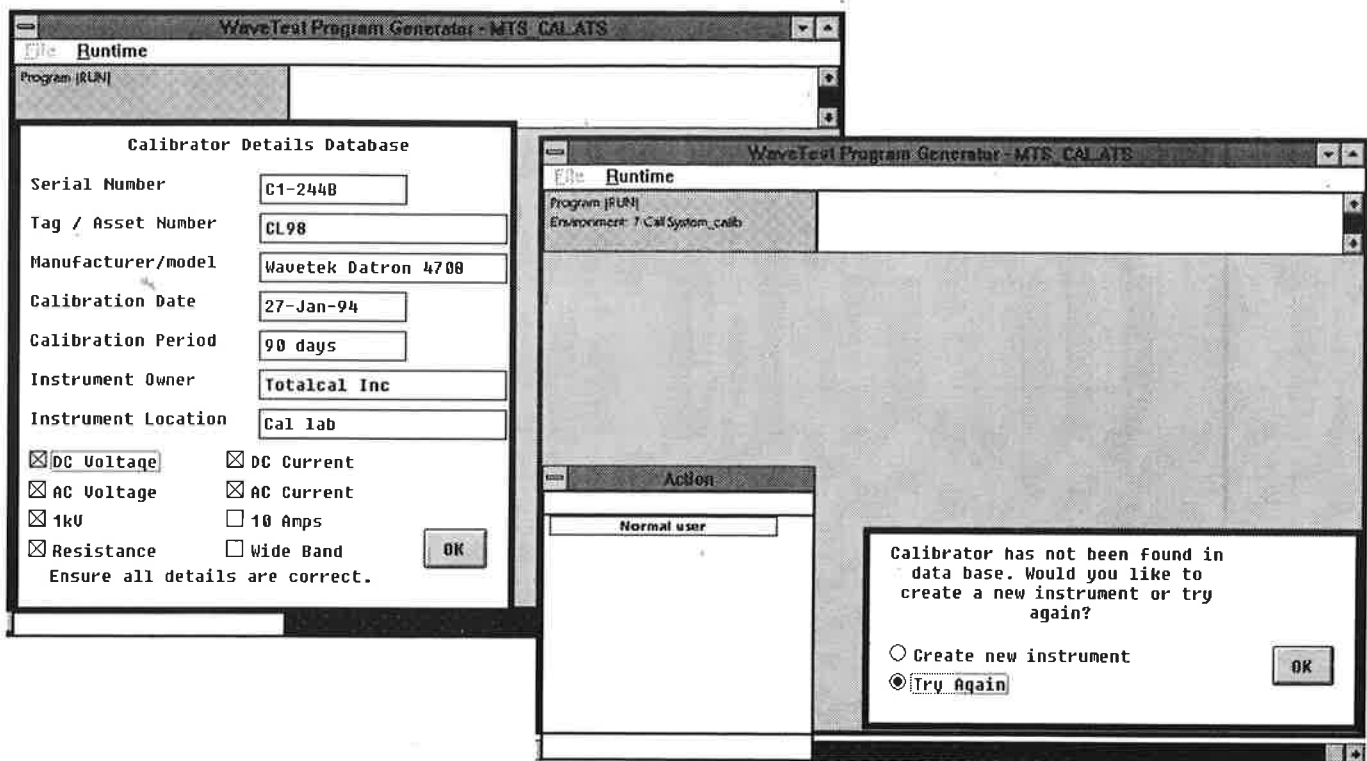 WaveTest Program Generator - MTS_CAL.ATS
File Runtime
Program [RUN]
Calibrator Details Database
Serial Number C1-244B
Tag / Asset Number CL98
Manufacturer/model Wavetek Datron 4708
Calibration Date 27-Jan-94
Calibration Period 90 days
Instrument Owner Totalcal Inc
Instrument Location Cal lab
DC Voltage DC Current
AC Voltage AC Current
1kV 10 Amps
Resistance Wide Band
OK
Ensure all details are correct.
WaveTest Program Generator - MTS_CAL.ATS
File Runtime
Program [RUN]
Environment: 7 Call System_calib
Action
Normal user
Calibrator has not been found in
data base. Would you like to
create a new instrument or try
again?
Create new instrument
Try Again
OK